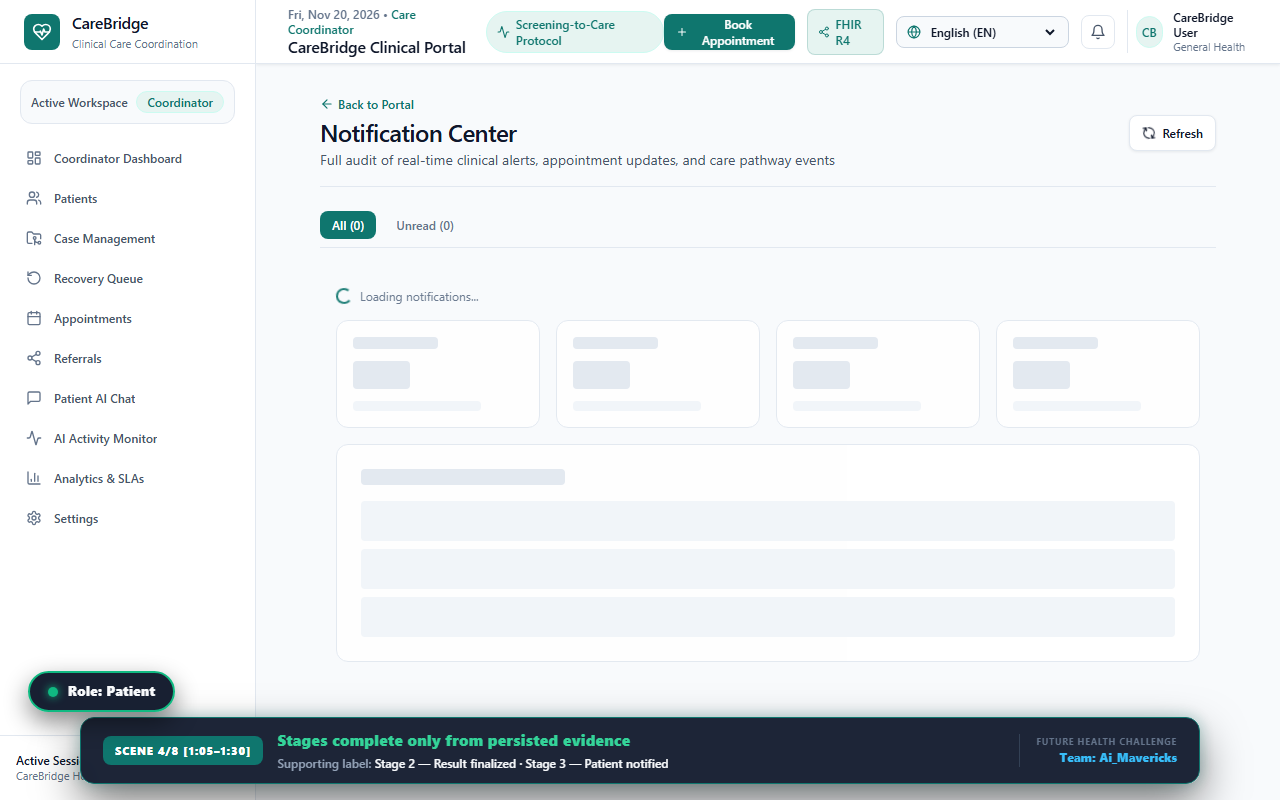 CareBridge
Clinical Care Coordination
Fri, Nov 20, 2026 • Care
Coordinator
CareBridge Clinical Portal
Screening-to-Care
Protocol
Book
Appointment
FHIR
R4
English (EN)
CB
CareBridge
User
General Health
Active Workspace
Coordinator
Coordinator Dashboard
Patients
Case Management
Recovery Queue
Appointments
Referrals
Patient AI Chat
AI Activity Monitor
Analytics & SLAs
Settings
Back to Portal
Notification Center
Full audit of real-time clinical alerts, appointment updates, and care pathway events
Refresh
All (0)
Unread (0)
Loading notifications...
Role: Patient
Active Sessi
CareBridge H
SCENE 4/8 [1:05–1:30]
Stages complete only from persisted evidence
Supporting label: Stage 2 — Result finalized · Stage 3 — Patient notified
FUTURE HEALTH CHALLENGE
Team: Ai_Mavericks